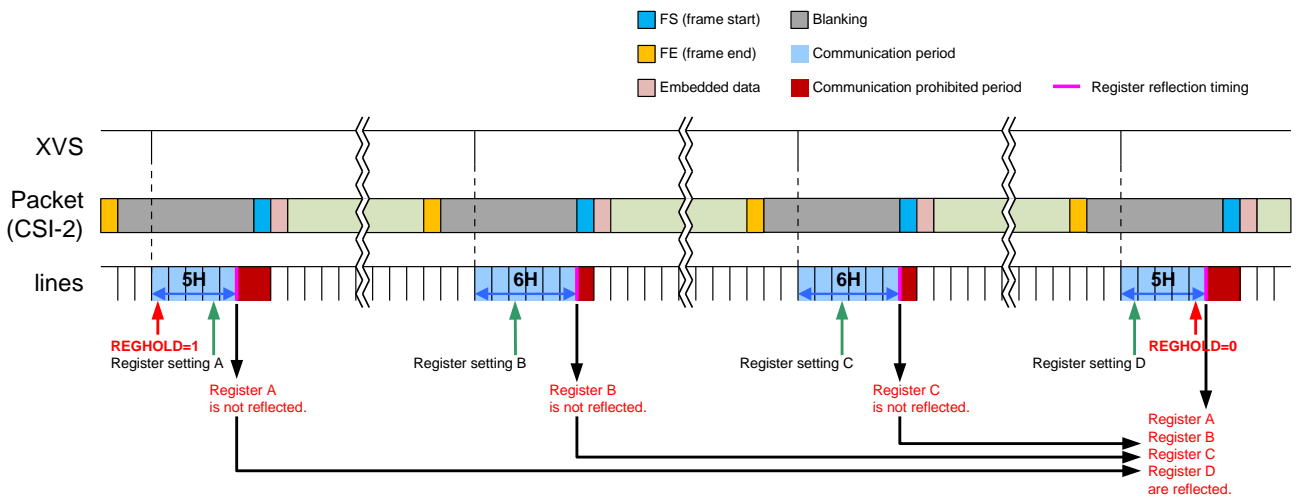 FS (frame start)
Blanking
FE (frame end)
Communication period
Embedded data
Communication prohibited period
Register reflection timing
XVS
Packet
(CSI-2)
lines
5H
6H
6H
5H
REGHOLD=1
Register setting A
Register setting B
Register setting C
Register setting D
REGHOLD=0
Register A
is not reflected.
Register B
is not reflected.
Register C
is not reflected.
Register A
Register B
Register C
Register D
are reflected.